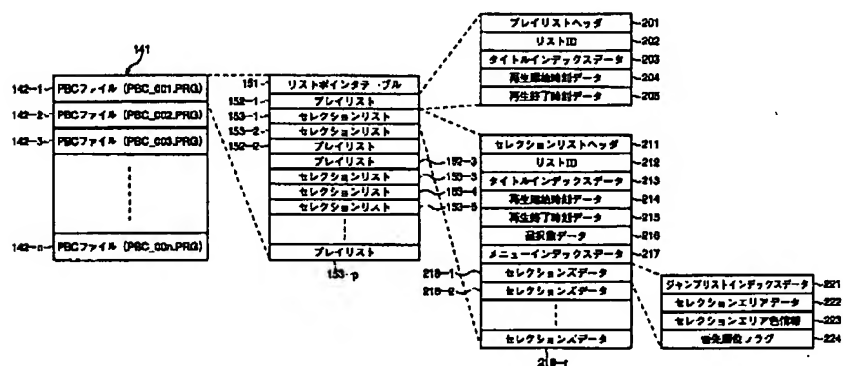 141
142-1
PBCファイル (PBC_001.PRG)
142-2
PBCファイル (PBC_002.PRG)
142-3
PBCファイル (PBC_003.PRG)
142-n
PBCファイル (PBC_00n.PRG)
151
リストポインタテーブル
152-1
プレイリスト
153-1
セレクションリスト
153-2
セレクションリスト
152-2
プレイリスト
プレイリスト
152-3
セレクションリスト
153-3
セレクションリスト
153-4
セレクションリスト
153-5
プレイリスト
153-p
プレイリストヘッダ
201
リストID
202
タイトルインデックスデータ
203
再生開始時刻データ
204
再生終了時刻データ
205
セレクションリストヘッダ
211
リストID
212
タイトルインデックスデータ
213
再生開始時刻データ
214
再生終了時刻データ
215
選択数データ
216
メニューインデックスデータ
217
218-1
セレクションズデータ
218-2
セレクションズデータ
セレクションズデータ
218-r
ジャンプリストインデックスデータ
221
セレクションエリアデータ
222
セレクションエリア色情報
223
優先順位フラグ
224